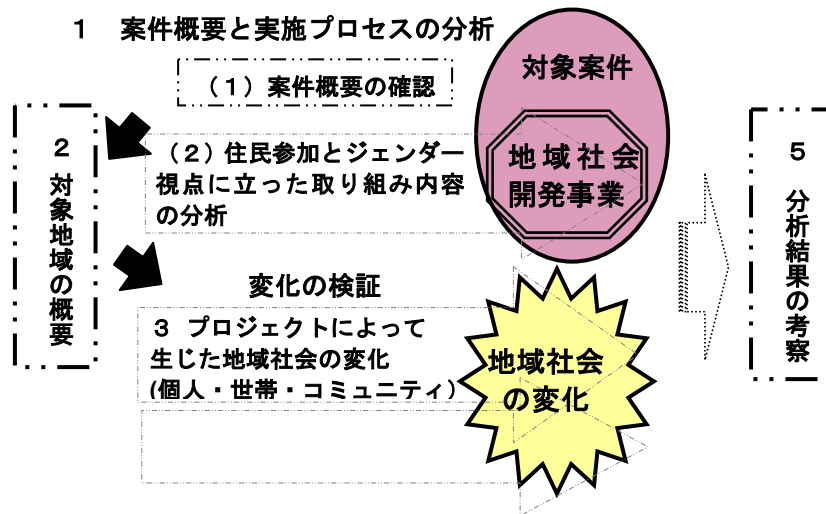 １　案件概要と実施プロセスの分析
（１）案件概要の確認
対象案件
２　対象地域の概要
（２）住民参加とジェンダー
視点に立った取り組み内容
の分析
地域社会
開発事業
変化の検証
３　プロジェクトによって
生じた地域社会の変化
(個人・世帯・コミュニティ）
地域社会
の変化
５　分析結果の考察